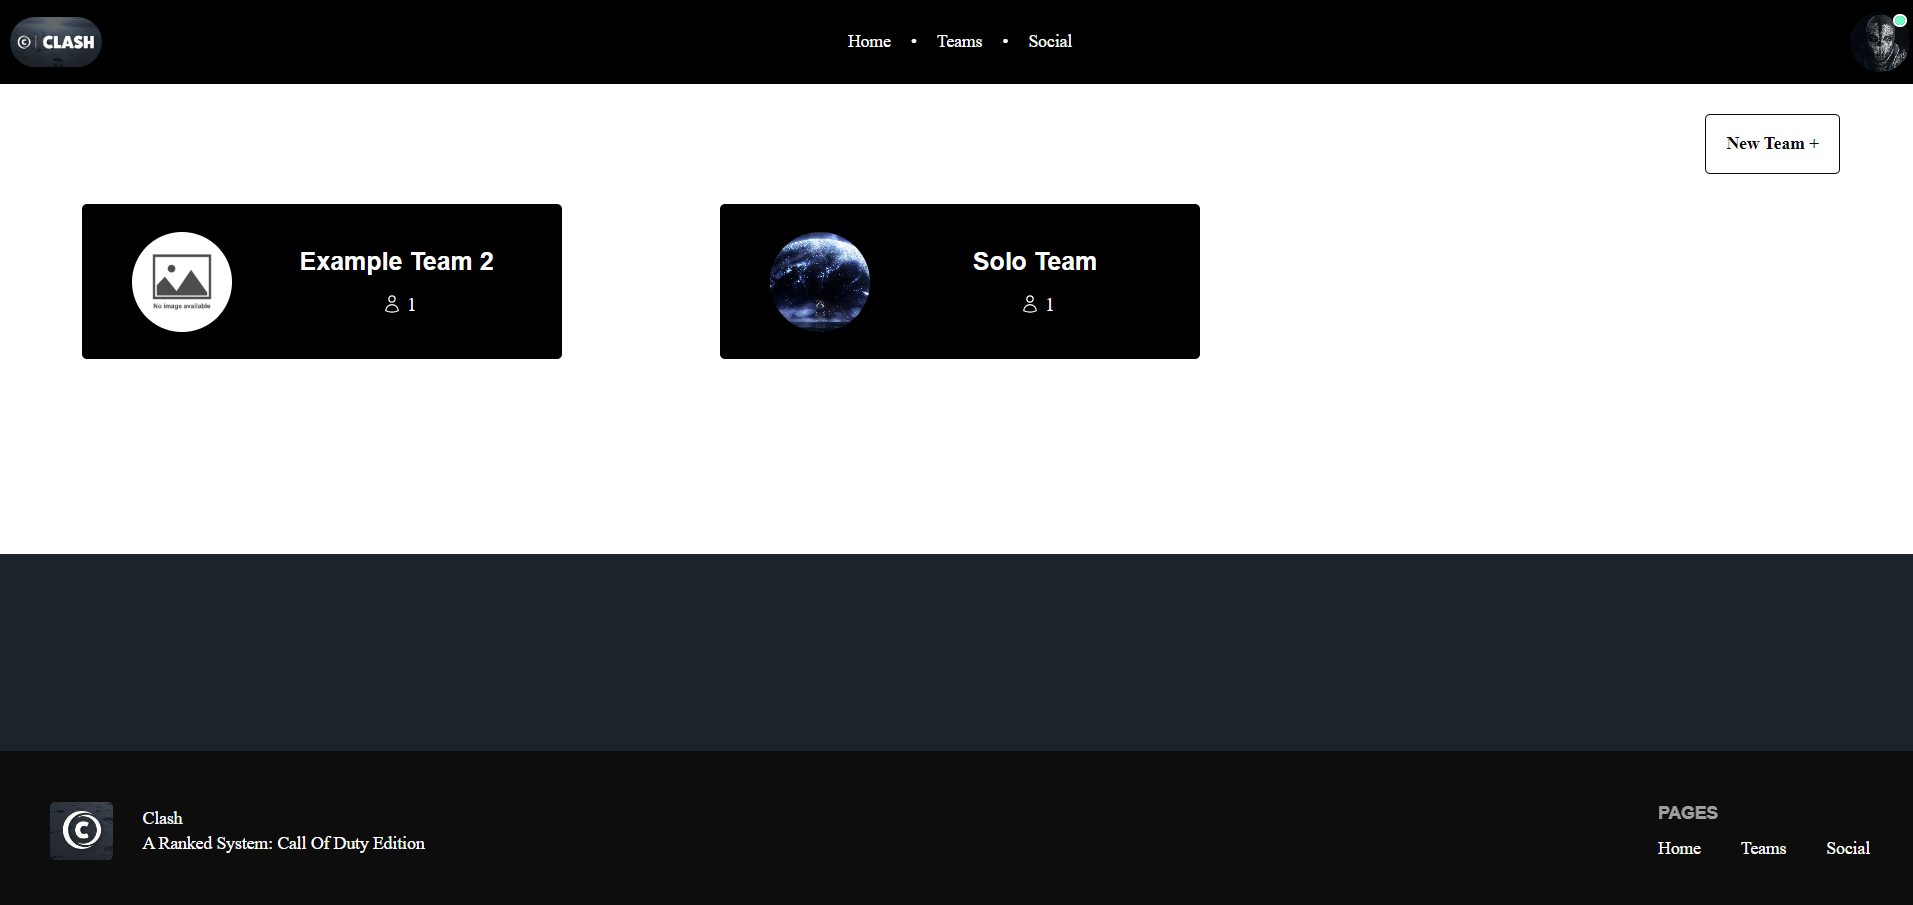 © | CLASH
Home • Teams • Social
New Team +
Example Team 2
1
No image available
Solo Team
1
Clash
A Ranked System: Call Of Duty Edition
PAGES
Home Teams Social